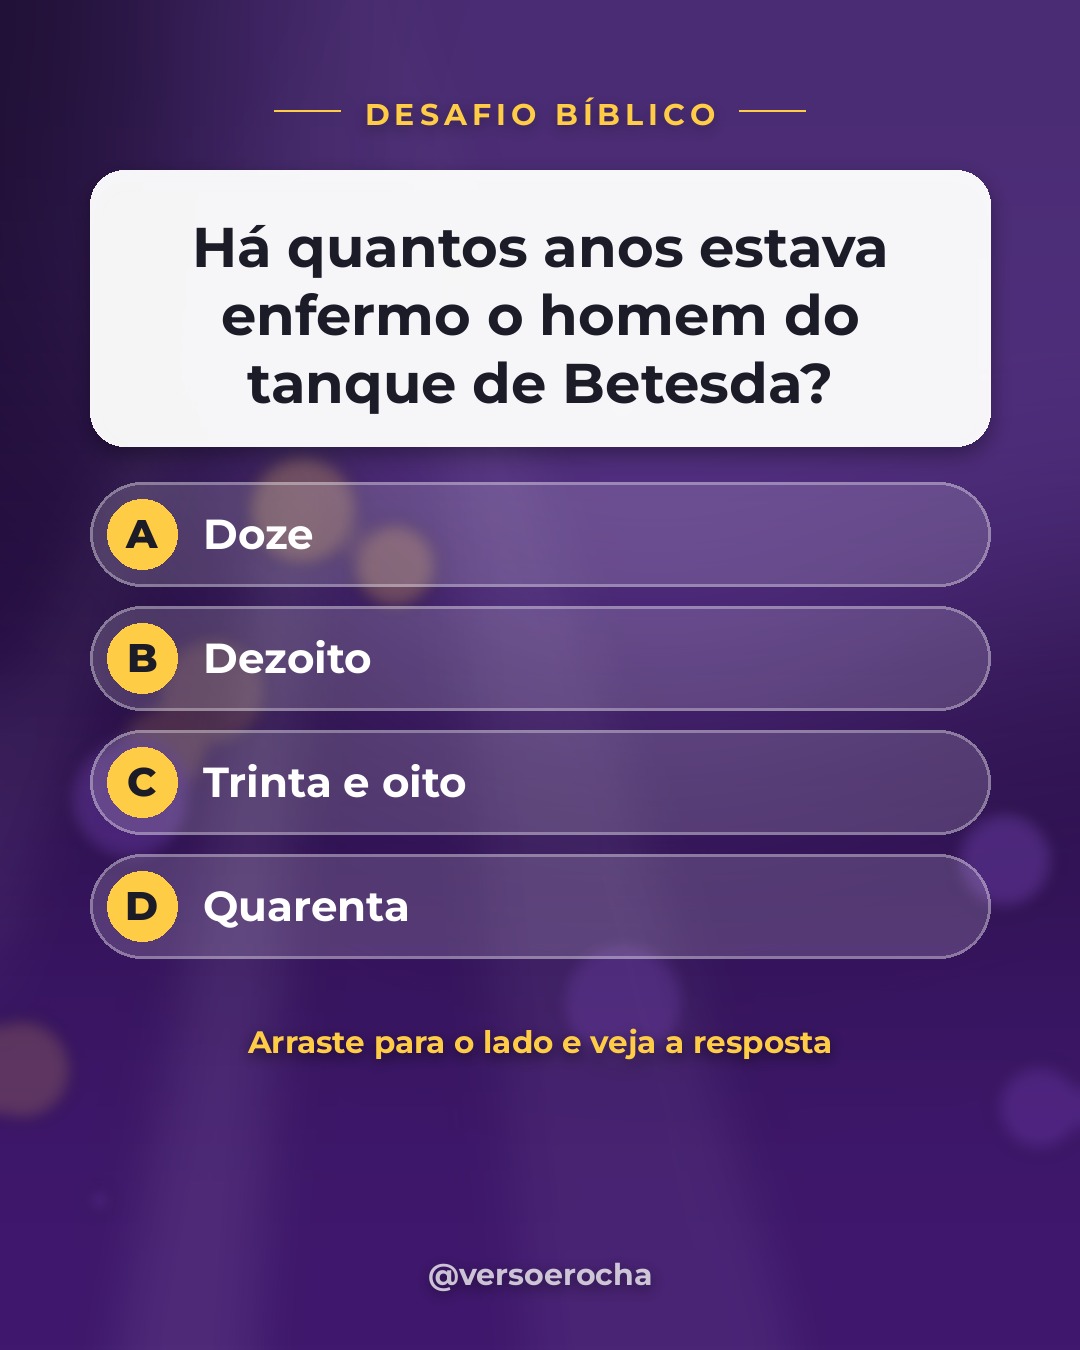 DESAFIO BÍBLICO
Há quantos anos estava
enfermo o homem do
tanque de Betesda?
A Doze
B Dezoito
C Trinta e oito
D Quarenta
Arraste para o lado e veja a resposta
@versoerocha